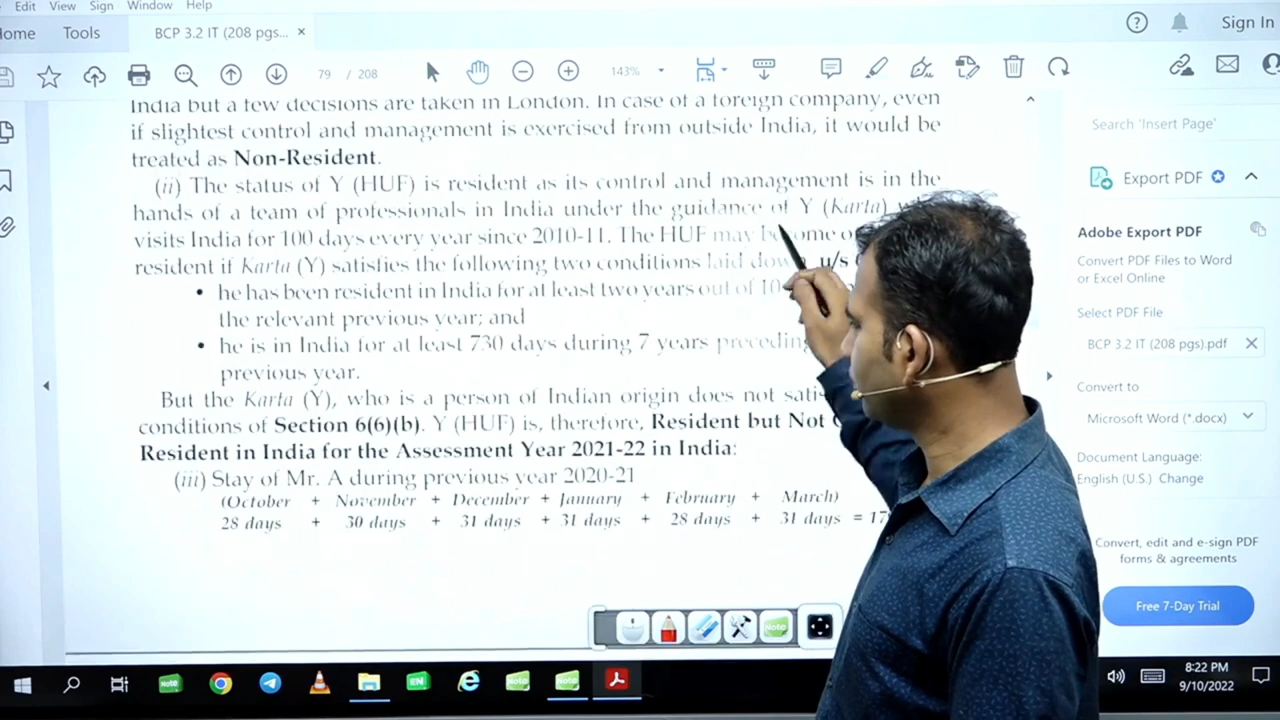 Edit View Sign Window Help
Home Tools BCP 3.2 IT (208 pgs... × Sign In
79 / 208 143%
India but a few decisions are taken in London. In case of a foreign company, even
if slightest control and management is exercised from outside India, it would be
treated as Non-Resident.
(ii) The status of Y (HUF) is resident as its control and management is in the
hands of a team of professionals in India under the guidance of Y (Karta)
visits India for 100 days every year since 2010-11. The HUF may become
resident if Karta (Y) satisfies the following two conditions laid down u/s
• he has been resident in India for at least two years out of 10
the relevant previous year; and
• he is in India for at least 730 days during 7 years preceding
previous year.
But the Karta (Y), who is a person of Indian origin does not
conditions of Section 6(6)(b). Y (HUF) is, therefore, Resident but Not
Resident in India for the Assessment Year 2021-22 in India:
(iii) Stay of Mr. A during previous year 2020-21
(October + November + December + January + February + March)
28 days + 30 days + 31 days + 31 days + 28 days + 31 days =
Search 'Insert Page'
Export PDF
Adobe Export PDF
Convert PDF Files to Word
or Excel Online
Select PDF File
BCP 3.2 IT (208 pgs).pdf ×
Convert to
Microsoft Word (*.docx)
Document Language:
English (U.S.) Change
Convert, edit and e-sign PDF
forms & agreements
Free 7-Day Trial
Note
Note EN Note Note
8:22 PM
9/10/2022